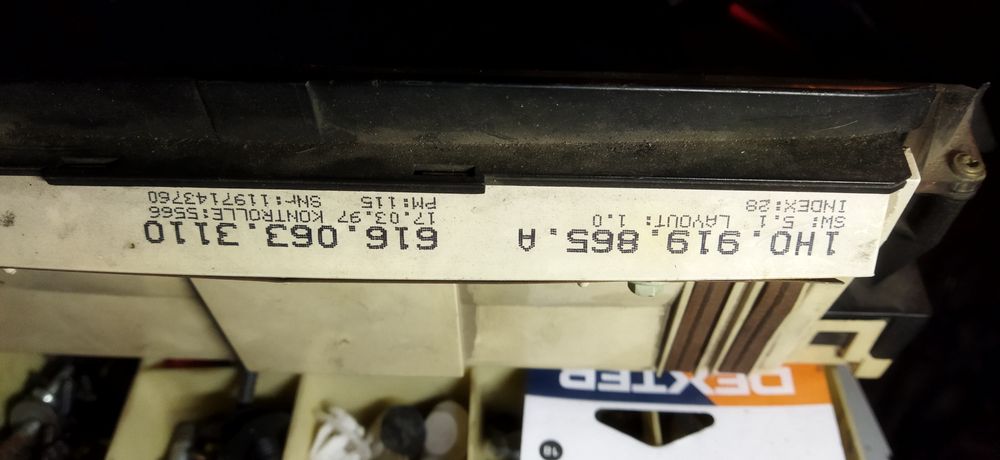 DEXTER
1H0.919.865.A 616.063.3110
SW: 5.1 LAYOUT: 1.0 17.03.97 KONTROLLE:5566
INDEX:28 PM:115 SNr:1197143760